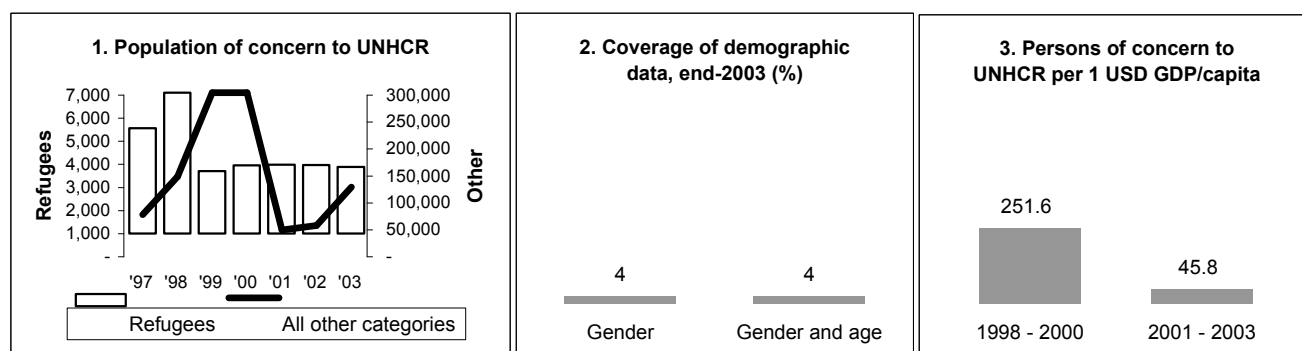 1. Population of concern to UNHCR
7,000
6,000
5,000
4,000
3,000
2,000
1,000
-
Refugees
300,000
250,000
200,000
150,000
100,000
50,000
-
Other
'97 '98 '99 '00 '01 '02 '03
Refugees All other categories
2. Coverage of demographic
data, end-2003 (%)
4 4
Gender Gender and age
3. Persons of concern to
UNHCR per 1 USD GDP/capita
251.6
45.8
1998 - 2000 2001 - 2003